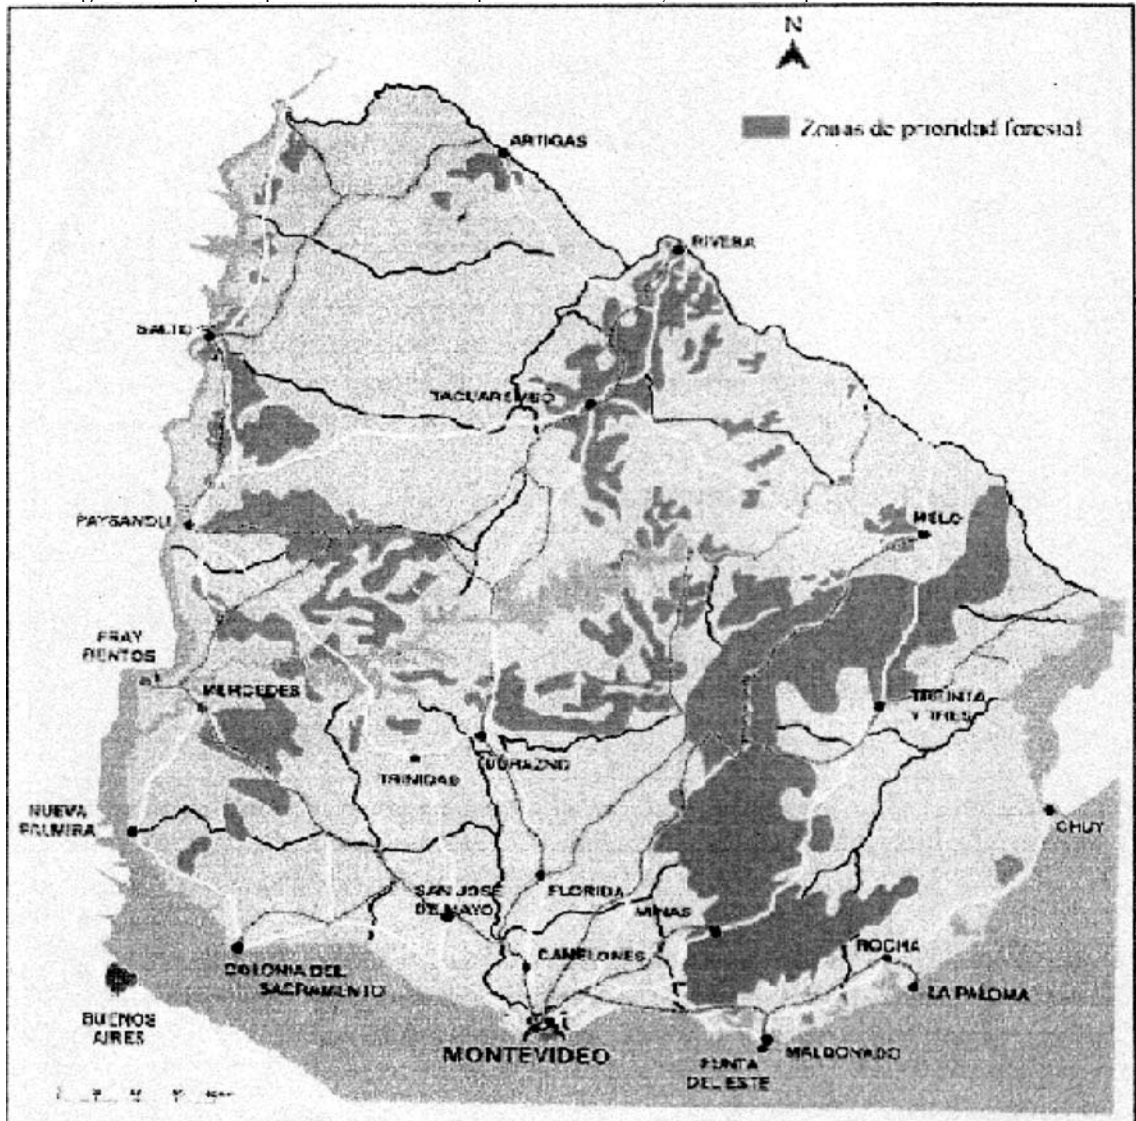 N
Zonas de prioridad forestal
ARTIGAS
RIVERA
SALTO
TACUAREMBÓ
PAYSANDU
MELO
FRAY
BENTOS
MERCEDES
TREINTA
Y TRES
DURAZNO
TRINIDAD
NUEVA
PALMIRA
CHUY
SAN JOSÉ
DE MAYO
FLORIDA
MINAS
CANELONES
ROCHA
COLONIA DEL
SACRAMENTO
LA PALOMA
BUENOS
AIRES
MONTEVIDEO
MALDONADO
PUNTA
DEL ESTE